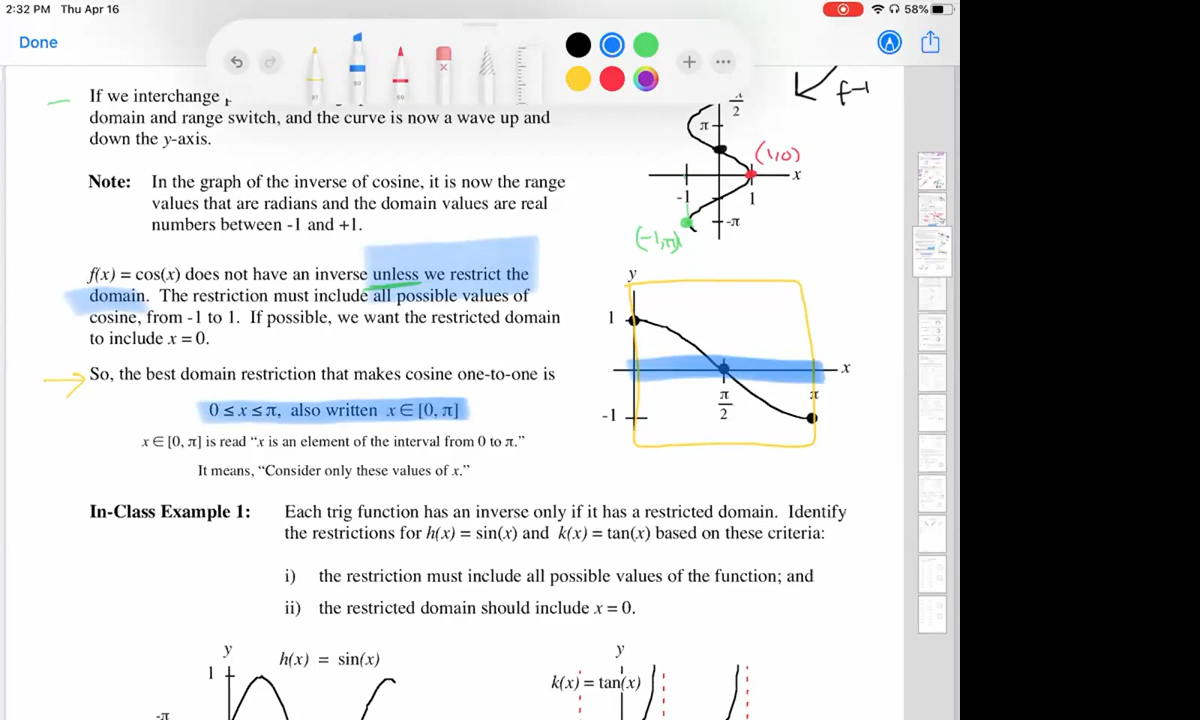 2:32 PM Thu Apr 16
58%
Done
f-1
If we interchange
domain and range switch, and the curve is now a wave up and
down the y-axis.
π
2
π
(1,0)
x
-1
1
-π
(-1,π)
Note: In the graph of the inverse of cosine, it is now the range
values that are radians and the domain values are real
numbers between -1 and +1.
f(x) = cos(x) does not have an inverse unless we restrict the
domain. The restriction must include all possible values of
cosine, from -1 to 1. If possible, we want the restricted domain
to include x = 0.
y
1
x
π
2
π
-1
So, the best domain restriction that makes cosine one-to-one is
0 ≤ x ≤ π, also written x ∈ [0, π]
x ∈ [0, π] is read “x is an element of the interval from 0 to π.”
It means, “Consider only these values of x.”
In-Class Example 1: Each trig function has an inverse only if it has a restricted domain. Identify
the restrictions for h(x) = sin(x) and k(x) = tan(x) based on these criteria:
i) the restriction must include all possible values of the function; and
ii) the restricted domain should include x = 0.
y
h(x) = sin(x)
1
-π
y
k(x) = tan(x)